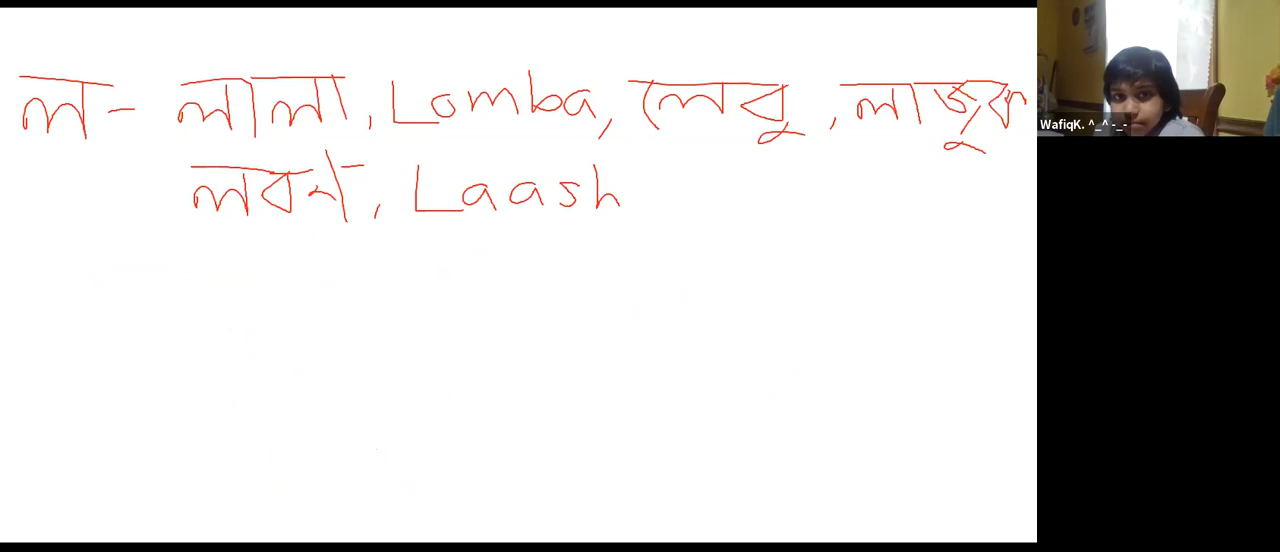 ল - লালা, Lomba, লেবু, লাজুক
লবণ, Laash
WafiqK. ^_^ -_-